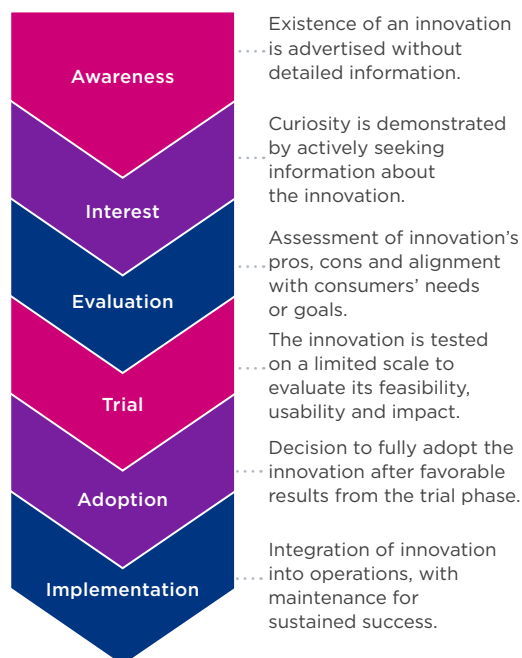 Awareness
Existence of an innovation
is advertised without
detailed information.
Interest
Curiosity is demonstrated
by actively seeking
information about
the innovation.
Evaluation
Assessment of innovation’s
pros, cons and alignment
with consumers’ needs
or goals.
Trial
The innovation is tested
on a limited scale to
evaluate its feasibility,
usability and impact.
Adoption
Decision to fully adopt the
innovation after favorable
results from the trial phase.
Implementation
Integration of innovation
into operations, with
maintenance for
sustained success.